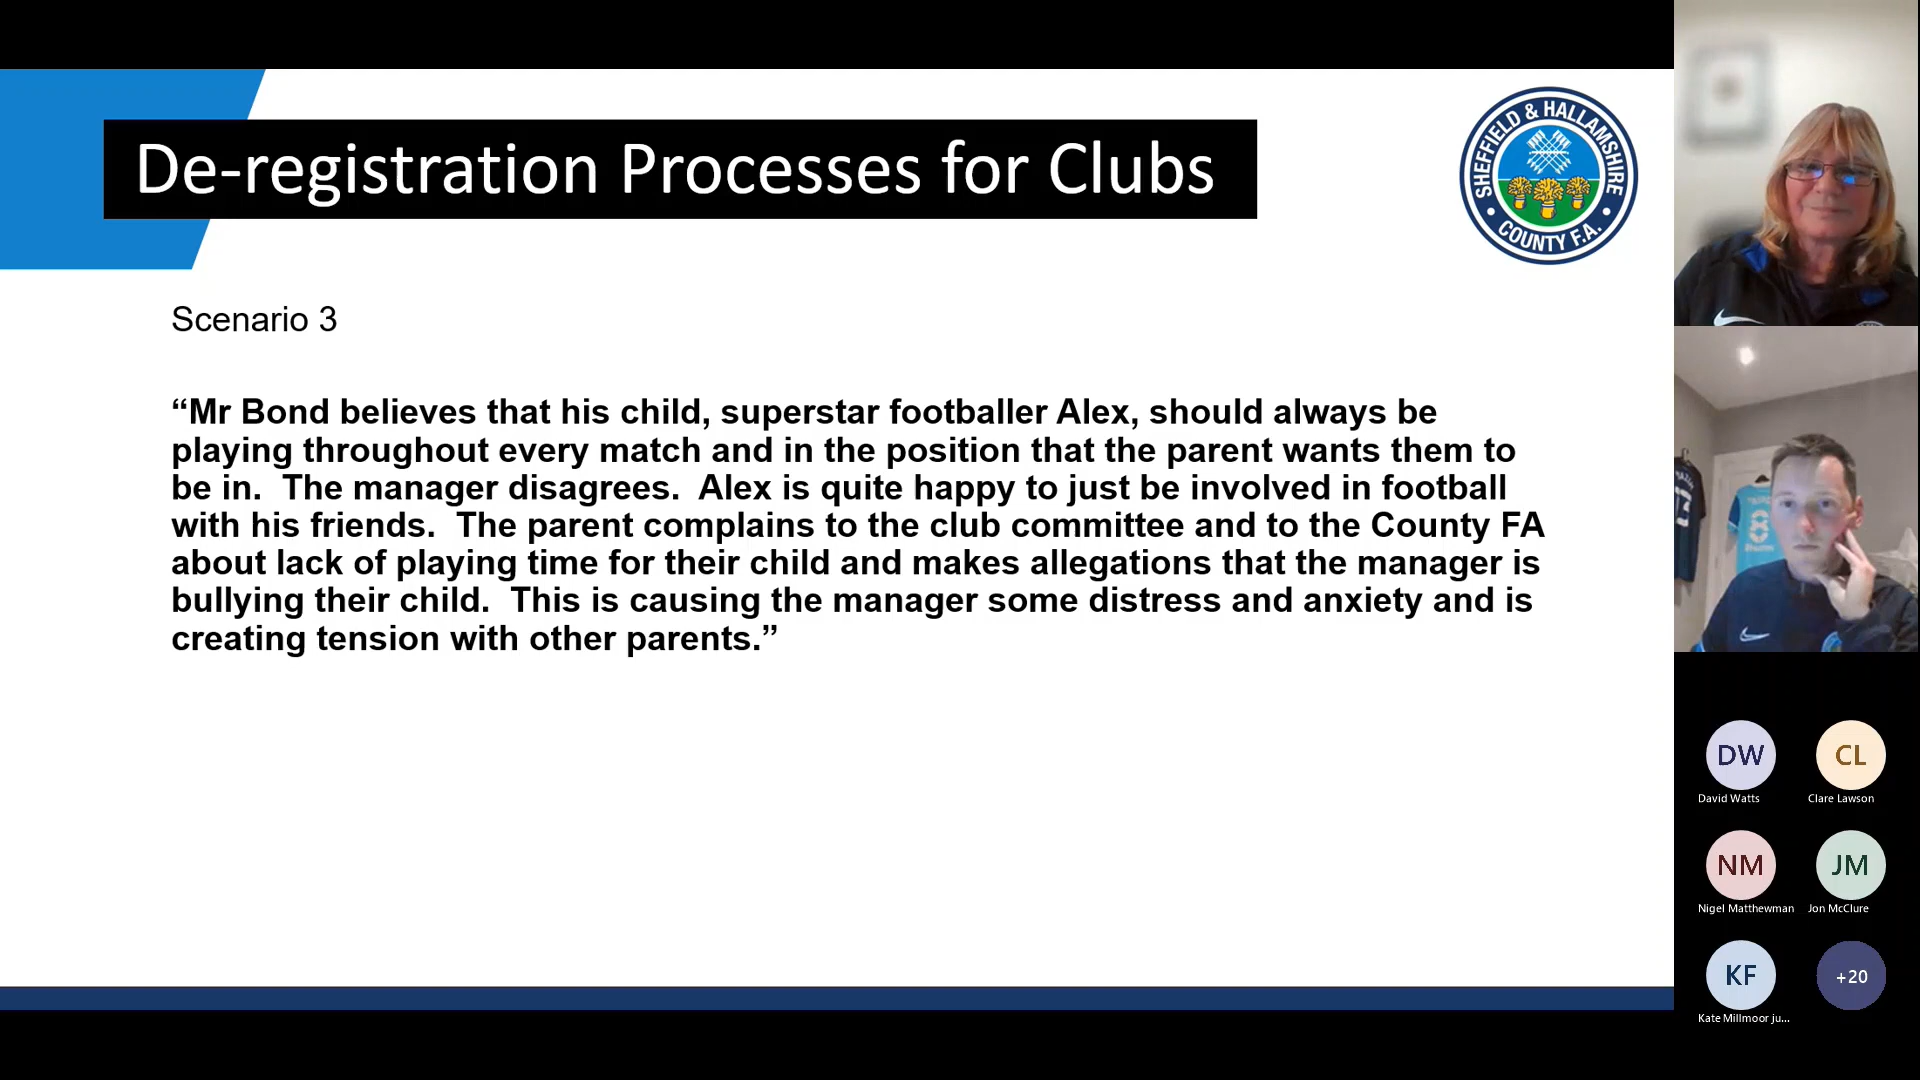 De-registration Processes for Clubs
SHEFFIELD & HALLAMSHIRE
• COUNTY F.A. •
Scenario 3
“Mr Bond believes that his child, superstar footballer Alex, should always be
playing throughout every match and in the position that the parent wants them to
be in.  The manager disagrees.  Alex is quite happy to just be involved in football
with his friends.  The parent complains to the club committee and to the County FA
about lack of playing time for their child and makes allegations that the manager is
bullying their child.  This is causing the manager some distress and anxiety and is
creating tension with other parents.”
8
DW
David Watts
CL
Clare Lawson
NM
Nigel Matthewman
JM
Jon McClure
KF
Kate Millmoor ju...
+20